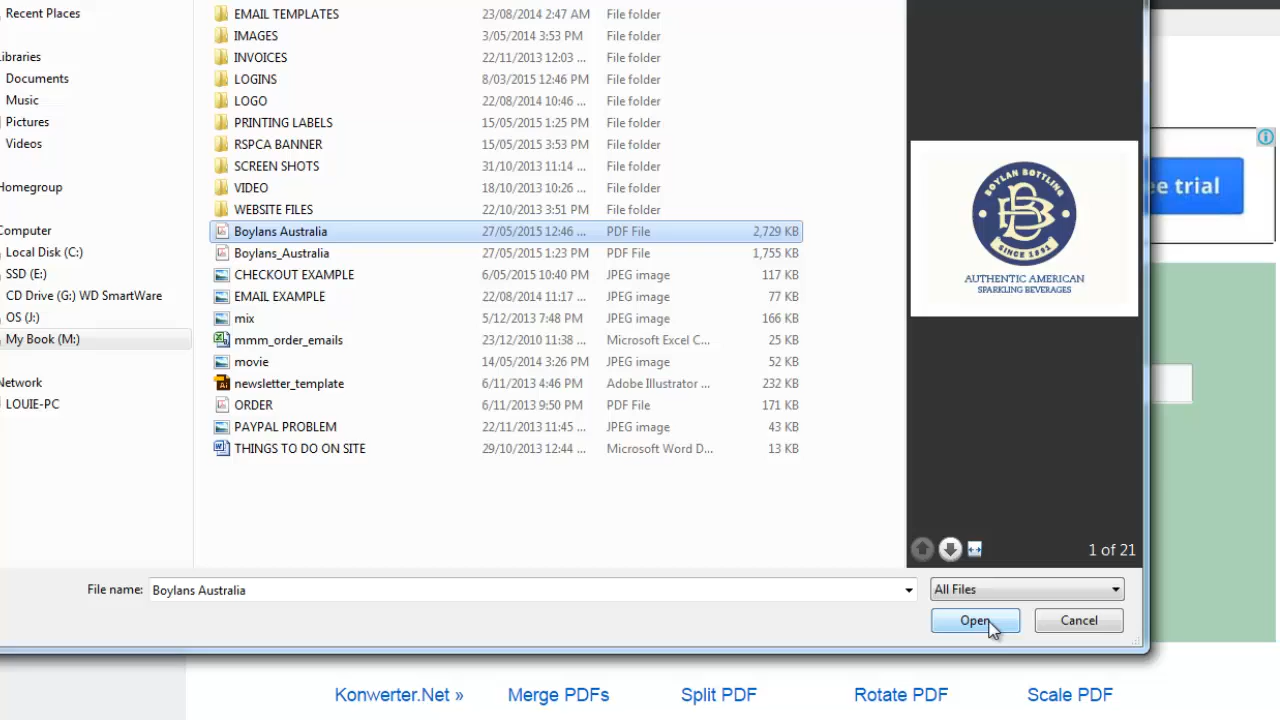 Recent Places
Libraries
Documents
Music
Pictures
Videos
Homegroup
Computer
Local Disk (C:)
SSD (E:)
CD Drive (G:) WD SmartWare
OS (J:)
My Book (M:)
Network
LOUIE-PC
EMAIL TEMPLATES 23/08/2014 2:47 AM File folder
IMAGES 3/05/2014 3:53 PM File folder
INVOICES 22/11/2013 12:03 ... File folder
LOGINS 8/03/2015 12:46 PM File folder
LOGO 22/08/2014 10:46 ... File folder
PRINTING LABELS 15/05/2015 1:25 PM File folder
RSPCA BANNER 15/05/2015 3:53 PM File folder
SCREEN SHOTS 31/10/2013 11:14 ... File folder
VIDEO 18/10/2013 10:26 ... File folder
WEBSITE FILES 22/10/2013 3:51 PM File folder
Boylans Australia 27/05/2015 12:46 ... PDF File 2,729 KB
Boylans_Australia 27/05/2015 1:23 PM PDF File 1,755 KB
CHECKOUT EXAMPLE 6/05/2015 10:40 PM JPEG image 117 KB
EMAIL EXAMPLE 22/08/2014 11:17 ... JPEG image 77 KB
mix 5/12/2013 7:48 PM JPEG image 166 KB
mmm_order_emails 23/12/2010 11:38 ... Microsoft Excel C... 25 KB
movie 14/05/2014 3:26 PM JPEG image 52 KB
newsletter_template 6/11/2013 4:46 PM Adobe Illustrator ... 232 KB
ORDER 6/11/2013 9:50 PM PDF File 171 KB
PAYPAL PROBLEM 22/11/2013 11:45 ... JPEG image 43 KB
THINGS TO DO ON SITE 29/10/2013 12:44 ... Microsoft Word D... 13 KB
BOYLAN BOTTLING
BB
SINCE 1891
AUTHENTIC AMERICAN
SPARKLING BEVERAGES
1 of 21
ee trial
File name: Boylans Australia
All Files
Open
Cancel
Konwerter.Net » Merge PDFs Split PDF Rotate PDF Scale PDF